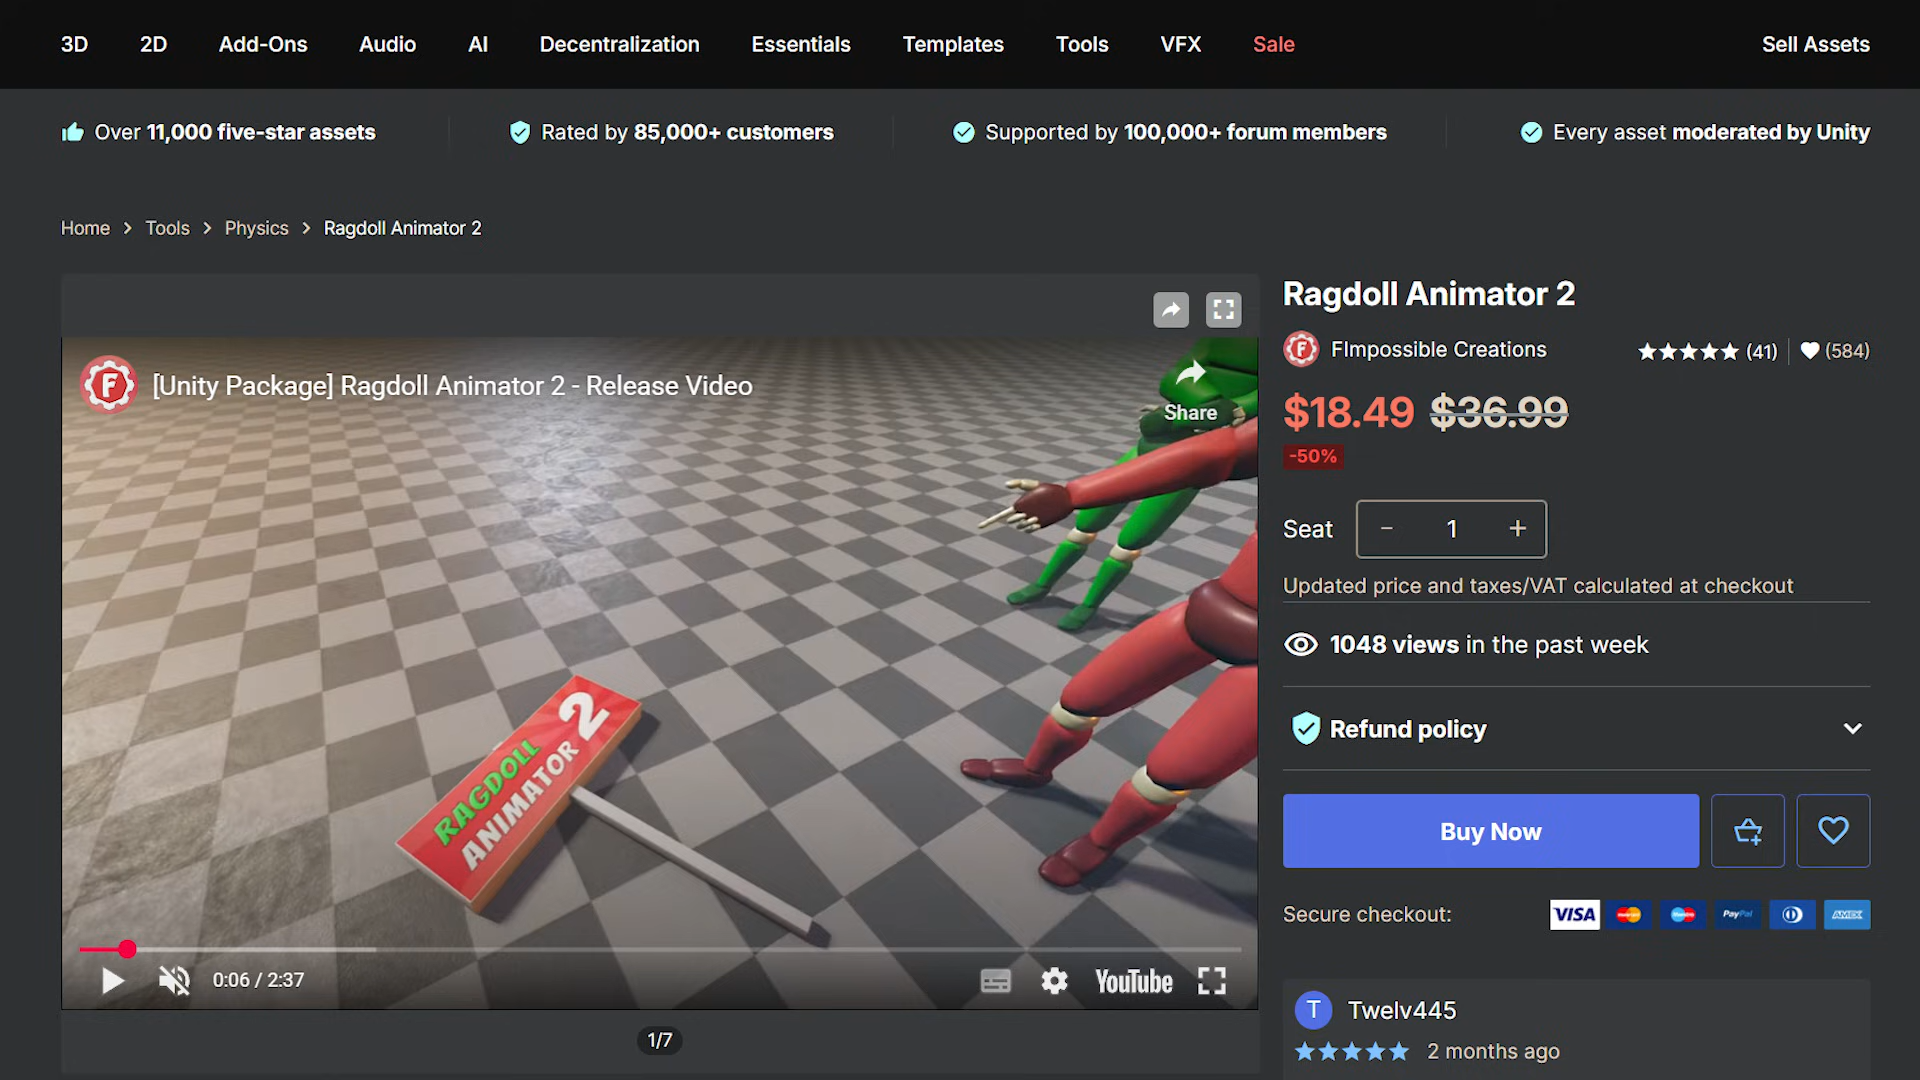 3D 2D Add-Ons Audio AI Decentralization Essentials Templates Tools VFX Sale Sell Assets
Over 11,000 five-star assets Rated by 85,000+ customers Supported by 100,000+ forum members Every asset moderated by Unity
Home > Tools > Physics > Ragdoll Animator 2
F [Unity Package] Ragdoll Animator 2 - Release Video
Share
RAGDOLL
ANIMATOR 2
0:06 / 2:37
YouTube
1/7
Ragdoll Animator 2
F FImpossible Creations (41) (584)
$18.49 $36.99
-50%
Seat - 1 +
Updated price and taxes/VAT calculated at checkout
1048 views in the past week
Refund policy
Buy Now
Secure checkout: VISA PayPal AMEX
T Twelv445
2 months ago